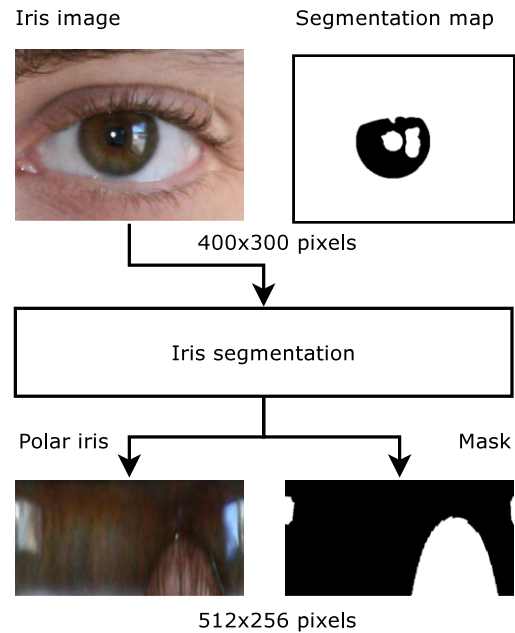 Iris image
Segmentation map
400x300 pixels
Iris segmentation
Polar iris
Mask
512x256 pixels